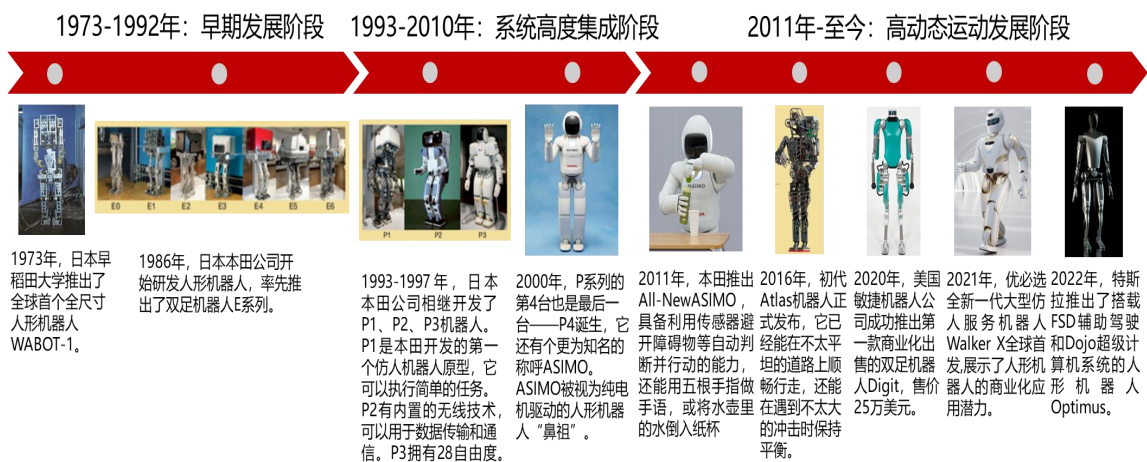 1973-1992年：早期发展阶段
1993-2010年：系统高度集成阶段
2011年-至今：高动态运动发展阶段
E0
E1
E2
E3
E4
E5
E6
P1
P2
P3
ASIMO
ASIMO
1973年，日本早
稻田大学推出了
全球首个全尺寸
人形机器人
WABOT-1。
1986年，日本本田公司开
始研发人形机器人，率先推
出了双足机器人E系列。
1993-1997年，日本
本田公司相继开发了
P1、P2、P3机器人。
P1是本田开发的第一
个仿人机器人原型，它
可以执行简单的任务。
P2有内置的无线技术，
可以用于数据传输和通
信。P3拥有28自由度。
2000年，P系列的
第4台也是最后一
台——P4诞生，它
还有个更为知名的
称呼ASIMO。
ASIMO被视为纯电
机驱动的人形机器
人“鼻祖”。
2011年，本田推出
All-NewASIMO，
具备利用传感器避
开障碍物等自动判
断并行动的能力，
还能用五根手指做
手语，或将水壶里
的水倒入纸杯
2016年，初代
Atlas机器人正
式发布，它已
经能在不太平
坦的道路上顺
畅行走，还能
在遇到不太大
的冲击时保持
平衡。
2020年，美国
敏捷机器人公
司成功推出第
一款商业化出
售的双足机器
人Digit，售价
25万美元。
2021年，优必选
全新一代大型仿
人服务机器人
Walker X全球首
发,展示了人形机
器人的商业化应
用潜力。
2022年，特斯
拉推出了搭载
FSD辅助驾驶
和Dojo超级计
算机系统的人
形机器人
Optimus。